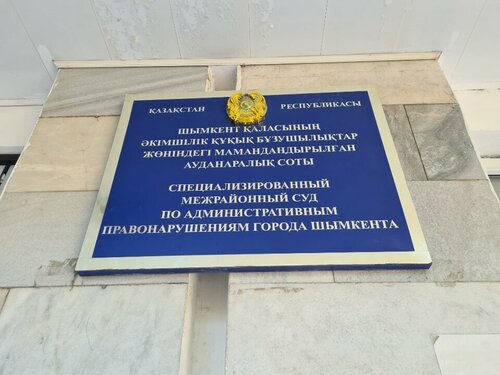 ҚАЗАҚСТАН РЕСПУБЛИКАСЫ
ШЫМКЕНТ ҚАЛАСЫНЫҢ
ӘКІМШІЛІК ҚҰҚЫҚ БҰЗУШЫЛЫҚТАР
ЖӨНІНДЕГІ МАМАНДАНДЫРЫЛҒАН
АУДАНАРАЛЫҚ СОТЫ
СПЕЦИАЛИЗИРОВАННЫЙ
МЕЖРАЙОННЫЙ СУД
ПО АДМИНИСТРАТИВНЫМ
ПРАВОНАРУШЕНИЯМ ГОРОДА ШЫМКЕНТА